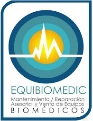 EQUIBIOMEDIC
Mantenimiento / Reparación
Asesoría y Venta de Equipos
BIOMÉDICOS